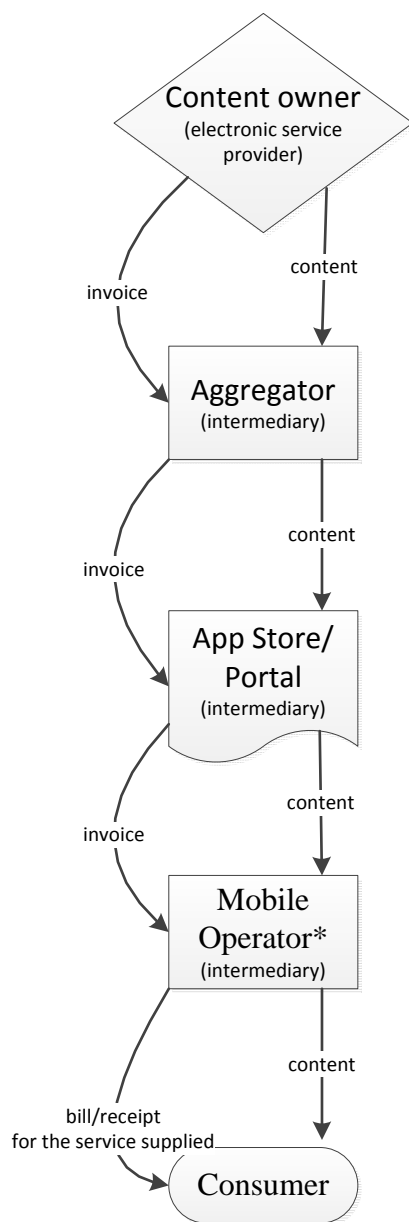 Content owner
(electronic service
provider)
content
invoice
Aggregator
(intermediary)
content
invoice
App Store/
Portal
(intermediary)
content
invoice
Mobile
Operator*
(intermediary)
content
bill/receipt
for the service supplied
Consumer